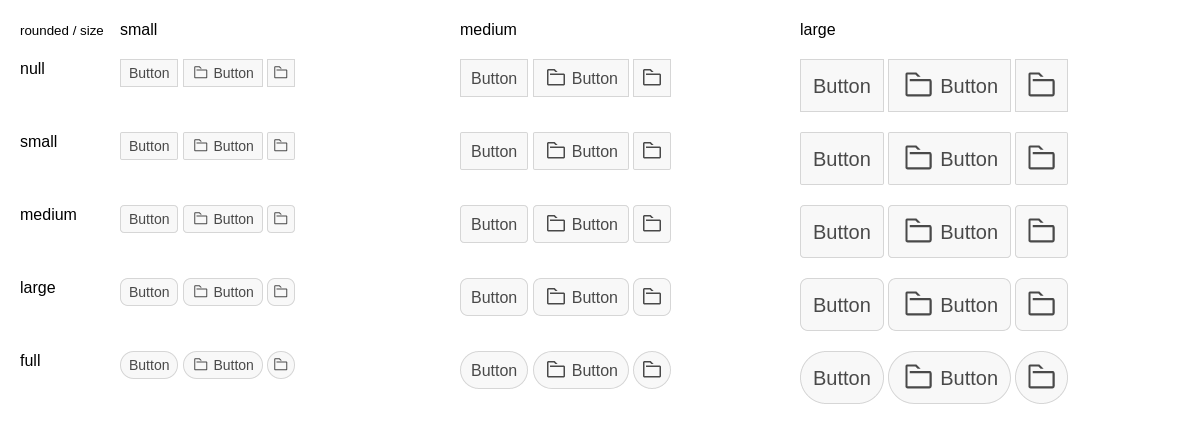 rounded / size small medium large
null Button Button Button Button Button Button
small Button Button Button Button Button Button
medium Button Button Button Button Button Button
large Button Button Button Button Button Button
full Button Button Button Button Button Button